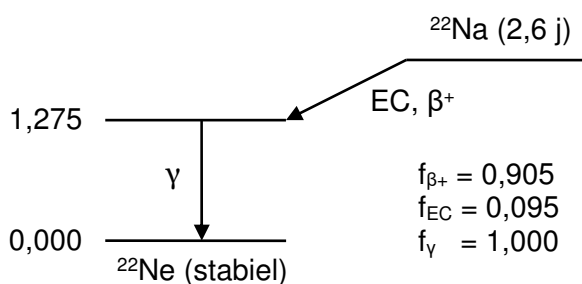 ²²Na (2,6 j)
EC, β⁺
1,275
γ
f_β+ = 0,905
f_EC = 0,095
f_γ = 1,000
0,000
²²Ne (stabiel)